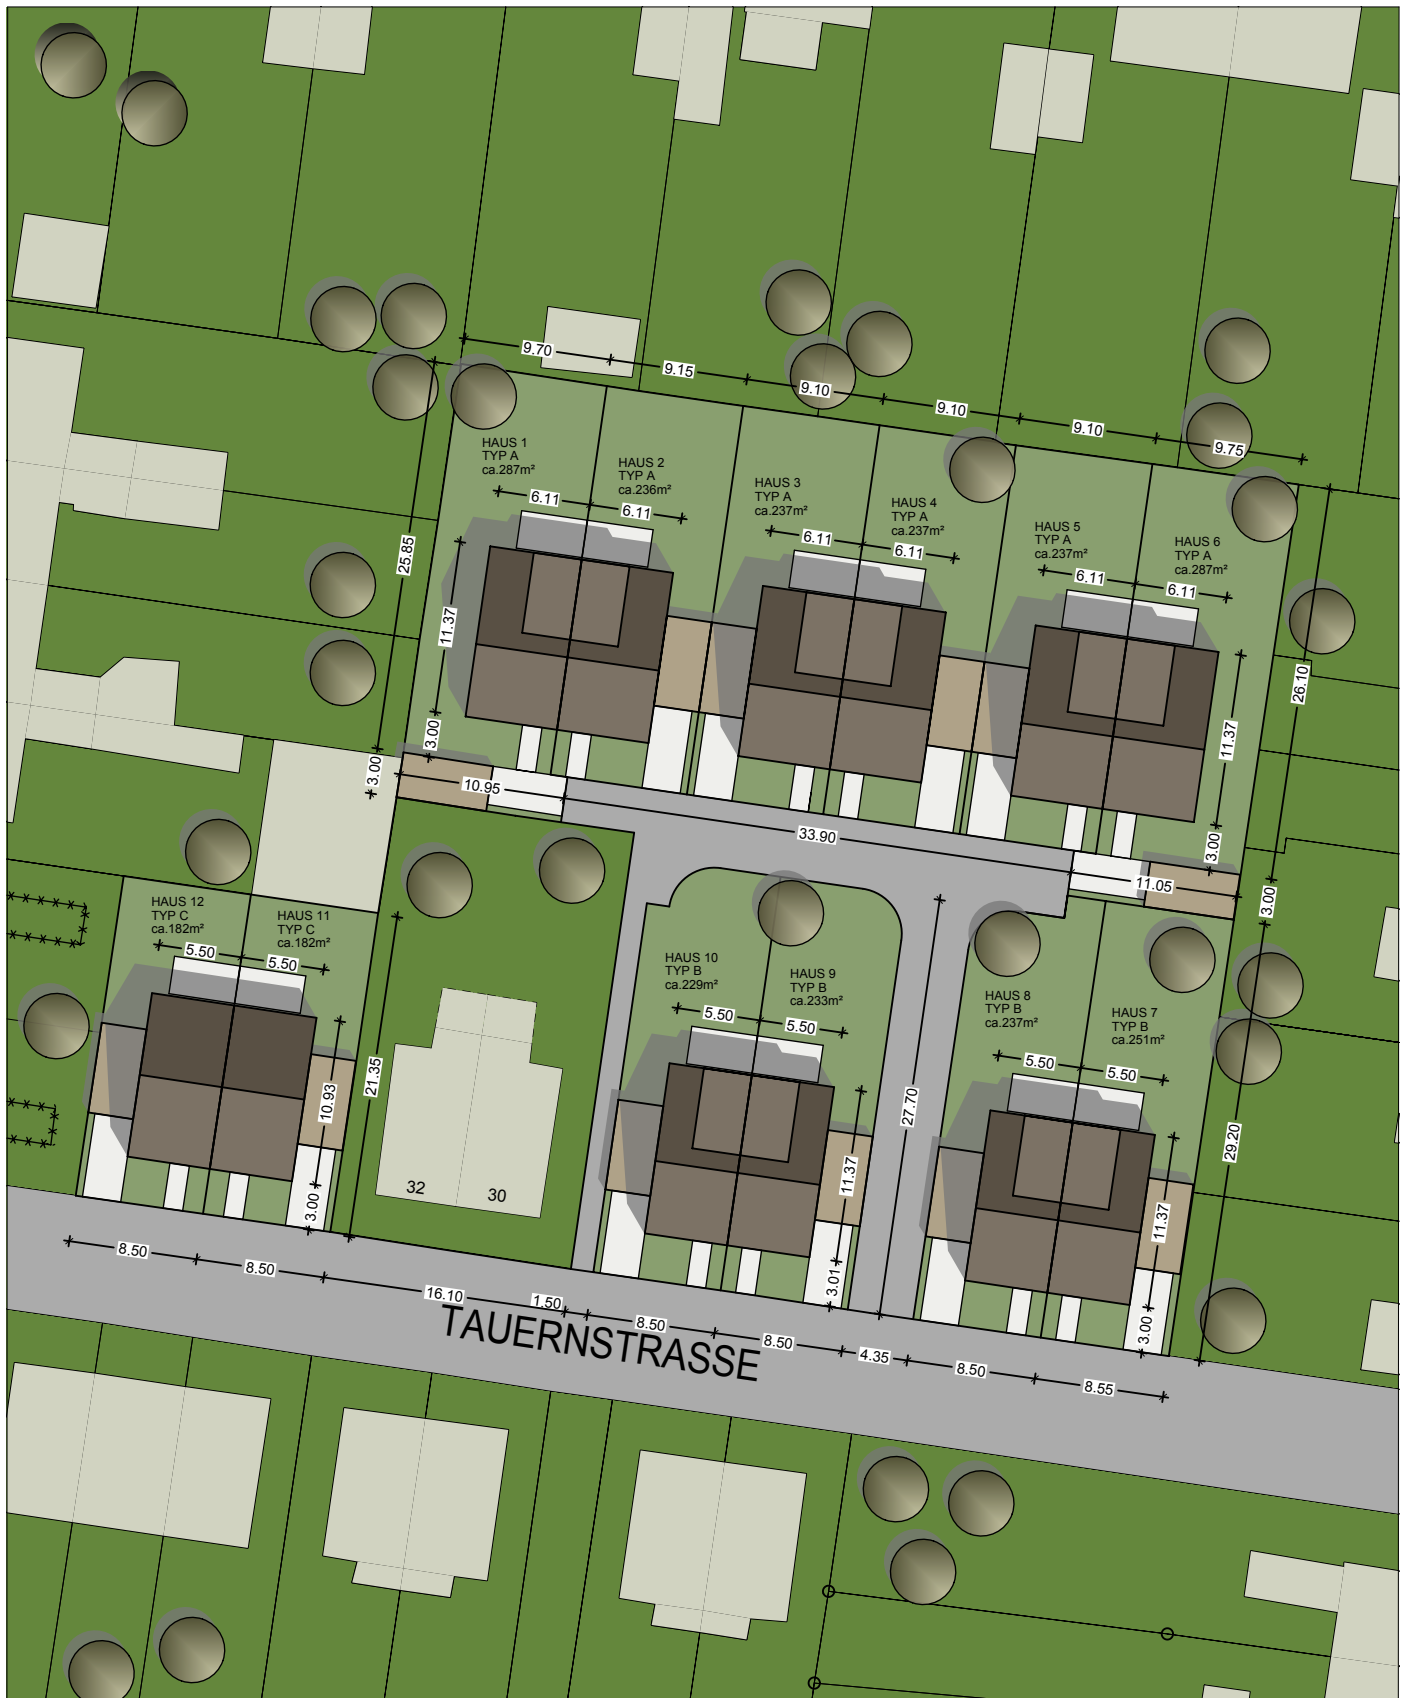 9.70
9.15
9.10
9.10
9.10
9.75
HAUS 1
TYP A
ca.287m²
HAUS 2
TYP A
ca.236m²
HAUS 3
TYP A
ca.237m²
HAUS 4
TYP A
ca.237m²
HAUS 5
TYP A
ca.237m²
HAUS 6
TYP A
ca.287m²
6.11
6.11
6.11
6.11
6.11
6.11
25.85
11.37
3.00
3.00
26.10
11.37
3.00
3.00
10.95
33.90
11.05
HAUS 12
TYP C
ca.182m²
HAUS 11
TYP C
ca.182m²
5.50
5.50
HAUS 10
TYP B
ca.229m²
HAUS 9
TYP B
ca.233m²
5.50
5.50
HAUS 8
TYP B
ca.237m²
HAUS 7
TYP B
ca.251m²
5.50
5.50
21.35
10.93
3.00
27.70
11.37
3.01
29.20
11.37
3.00
32
30
8.50
8.50
16.10
1.50
8.50
8.50
4.35
8.50
8.55
TAUERNSTRASSE